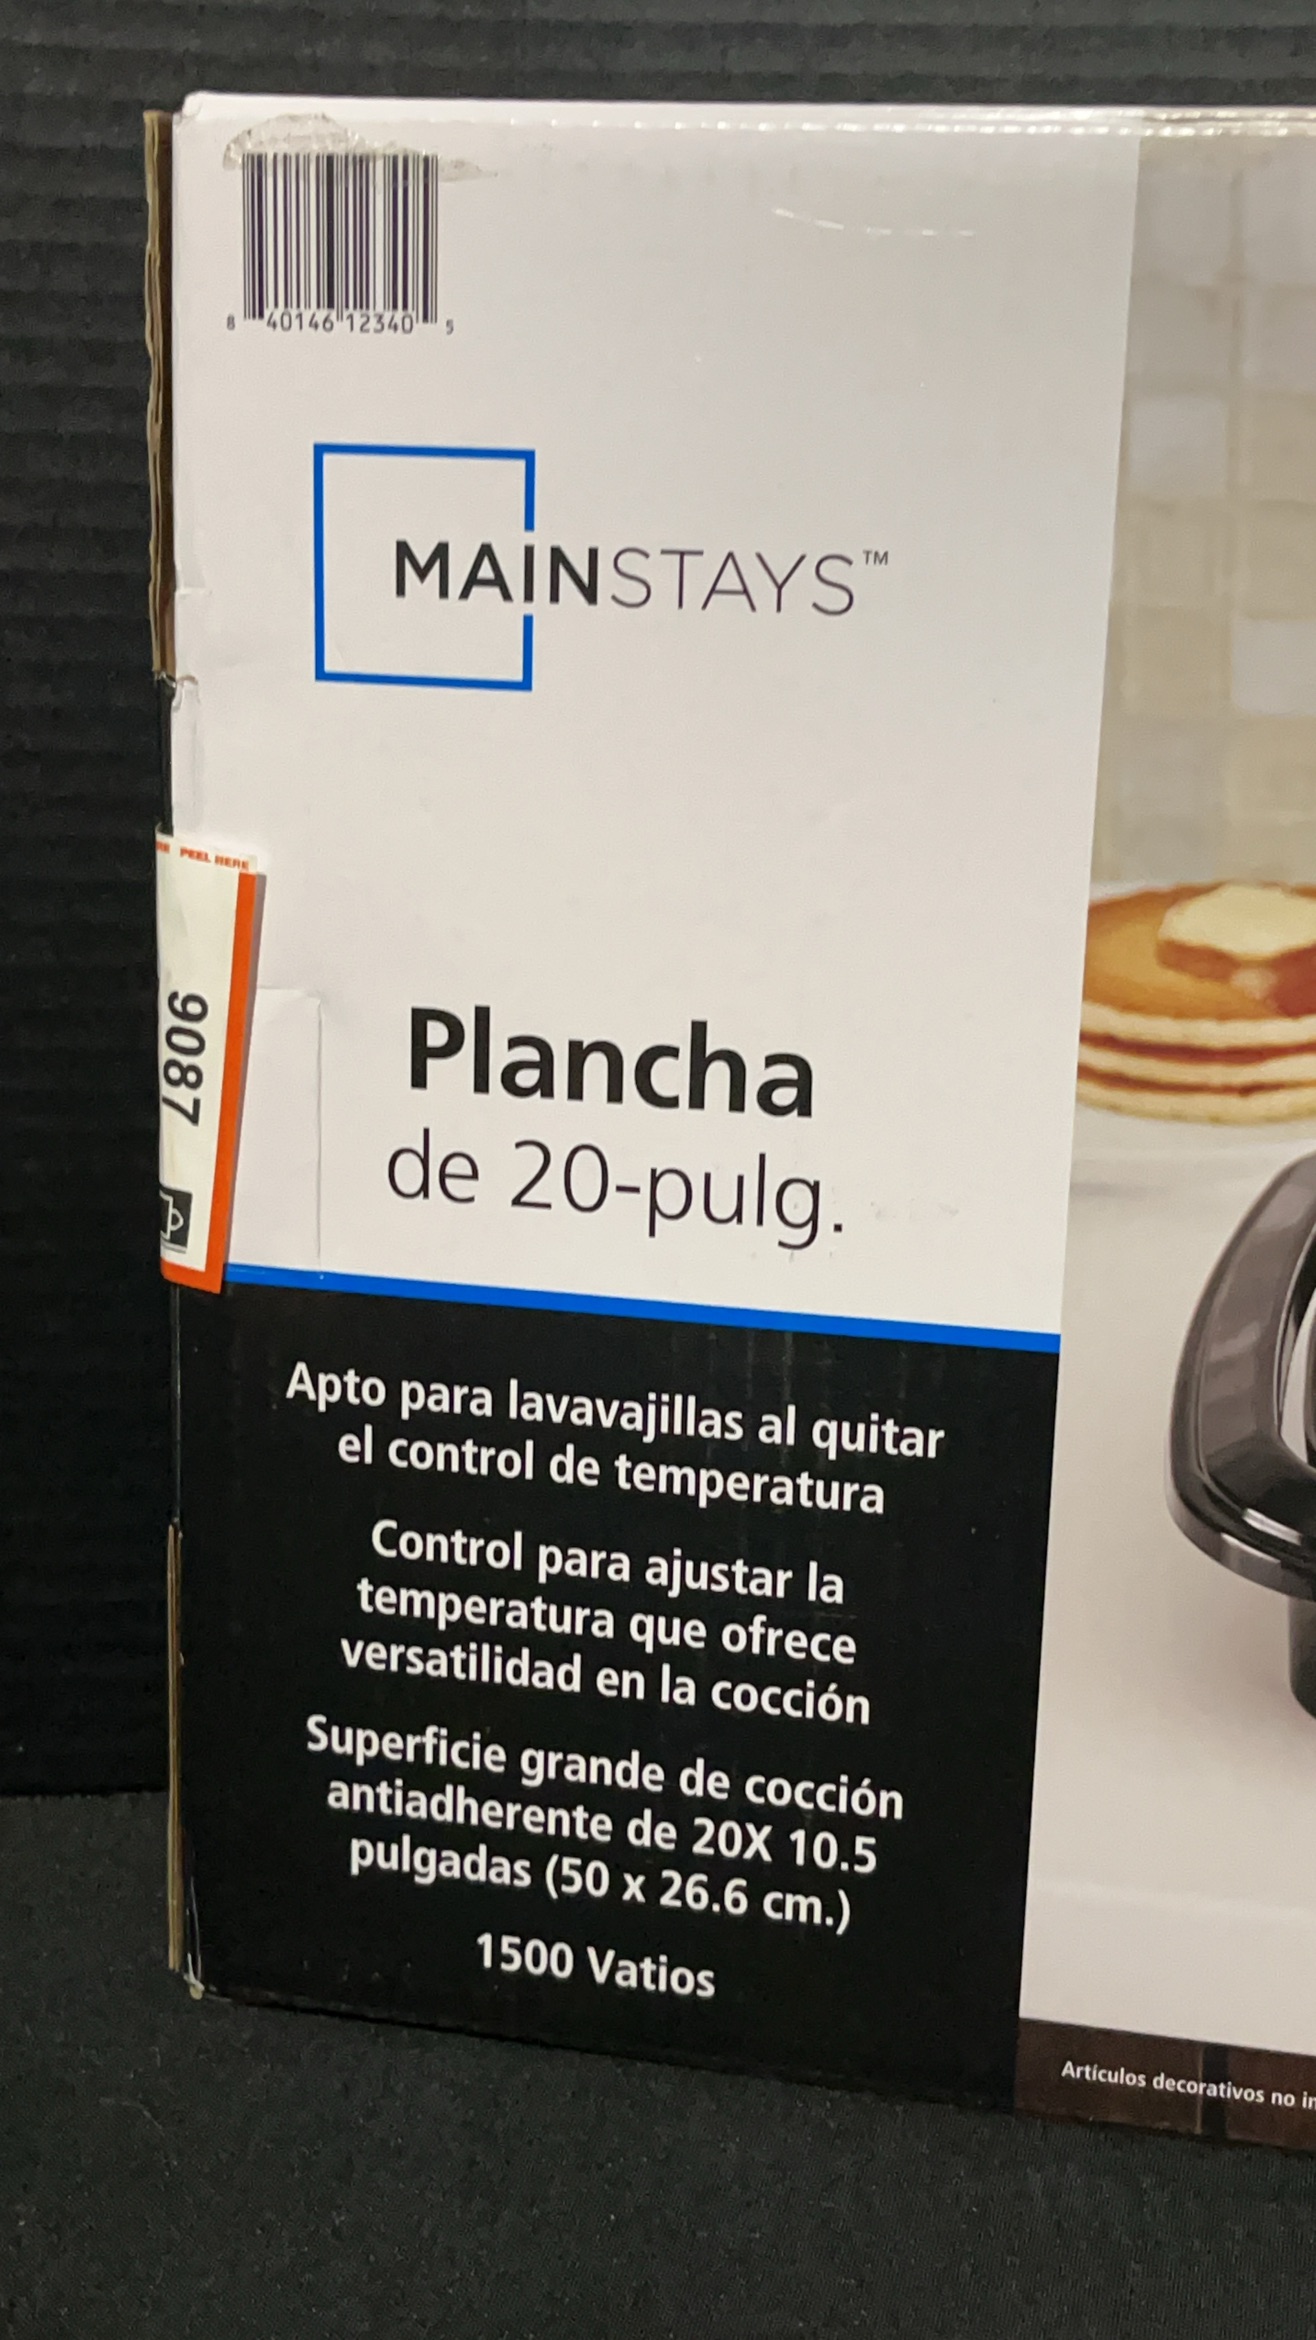 8 40146 12340 5
MAINSTAYS™
PEEL HERE
9087
Plancha
de 20-pulg.
Apto para lavavajillas al quitar
el control de temperatura
Control para ajustar la
temperatura que ofrece
versatilidad en la cocción
Superficie grande de cocción
antiadherente de 20X 10.5
pulgadas (50 x 26.6 cm.)
1500 Vatios
Artículos decorativos no